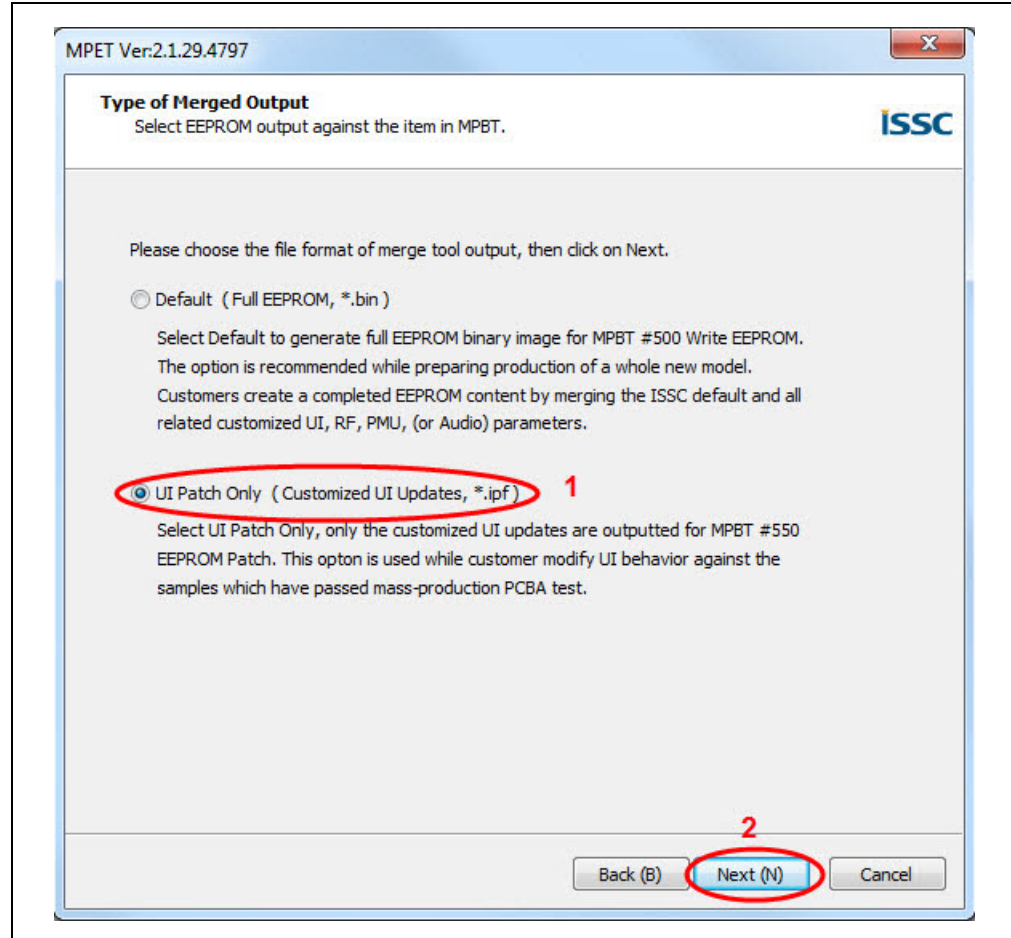 MPET Ver:2.1.29.4797
x
Type of Merged Output
Select EEPROM output against the item in MPBT.
ISSC
Please choose the file format of merge tool output, then click on Next.
Default ( Full EEPROM, *.bin )
Select Default to generate full EEPROM binary image for MPBT #500 Write EEPROM.
The option is recommended while preparing production of a whole new model.
Customers create a completed EEPROM content by merging the ISSC default and all
related customized UI, RF, PMU, (or Audio) parameters.
UI Patch Only ( Customized UI Updates, *.ipf ) 1
Select UI Patch Only, only the customized UI updates are outputted for MPBT #550
EEPROM Patch. This opton is used while customer modify UI behavior against the
samples which have passed mass-production PCBA test.
2
Back (B) Next (N) Cancel